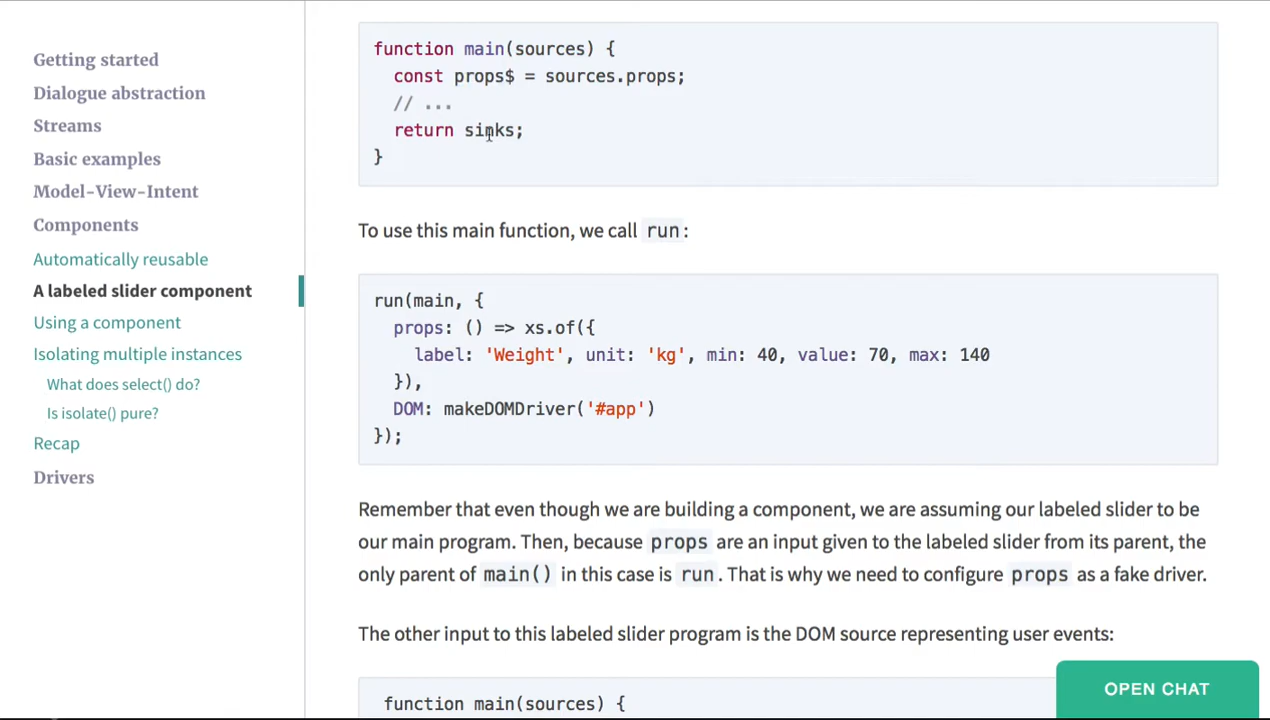 Getting started
Dialogue abstraction
Streams
Basic examples
Model-View-Intent
Components
Automatically reusable
A labeled slider component
Using a component
Isolating multiple instances
What does select() do?
Is isolate() pure?
Recap
Drivers
function main(sources) {
  const props$ = sources.props;
  // ...
  return sinks;
}
To use this main function, we call run:
run(main, {
  props: () => xs.of({
    label: 'Weight', unit: 'kg', min: 40, value: 70, max: 140
  }),
  DOM: makeDOMDriver('#app')
});
Remember that even though we are building a component, we are assuming our labeled slider to be
our main program. Then, because props are an input given to the labeled slider from its parent, the
only parent of main() in this case is run. That is why we need to configure props as a fake driver.
The other input to this labeled slider program is the DOM source representing user events:
function main(sources) {
OPEN CHAT